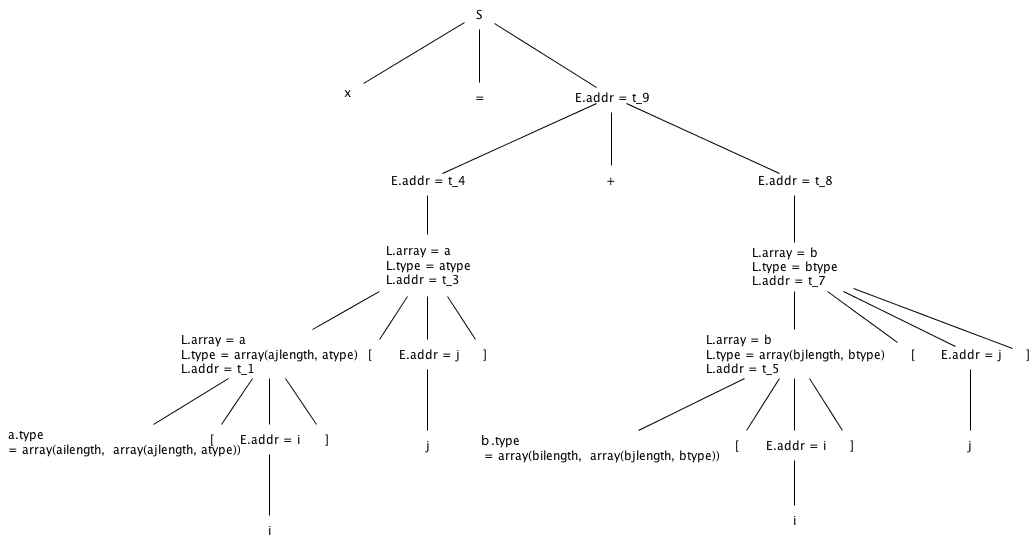 S
x
=
E.addr = t_9
E.addr = t_4
+
E.addr = t_8
L.array = a
L.type = atype
L.addr = t_3
L.array = b
L.type = btype
L.addr = t_7
L.array = a
L.type = array(ajlength, atype)
L.addr = t_1
[
E.addr = j
]
L.array = b
L.type = array(bjlength, btype)
L.addr = t_5
[
E.addr = j
]
a.type
= array(ailength, array(ajlength, atype))
[
E.addr = i
]
j
b.type
= array(bilength, array(bjlength, btype))
[
E.addr = i
]
j
i
i